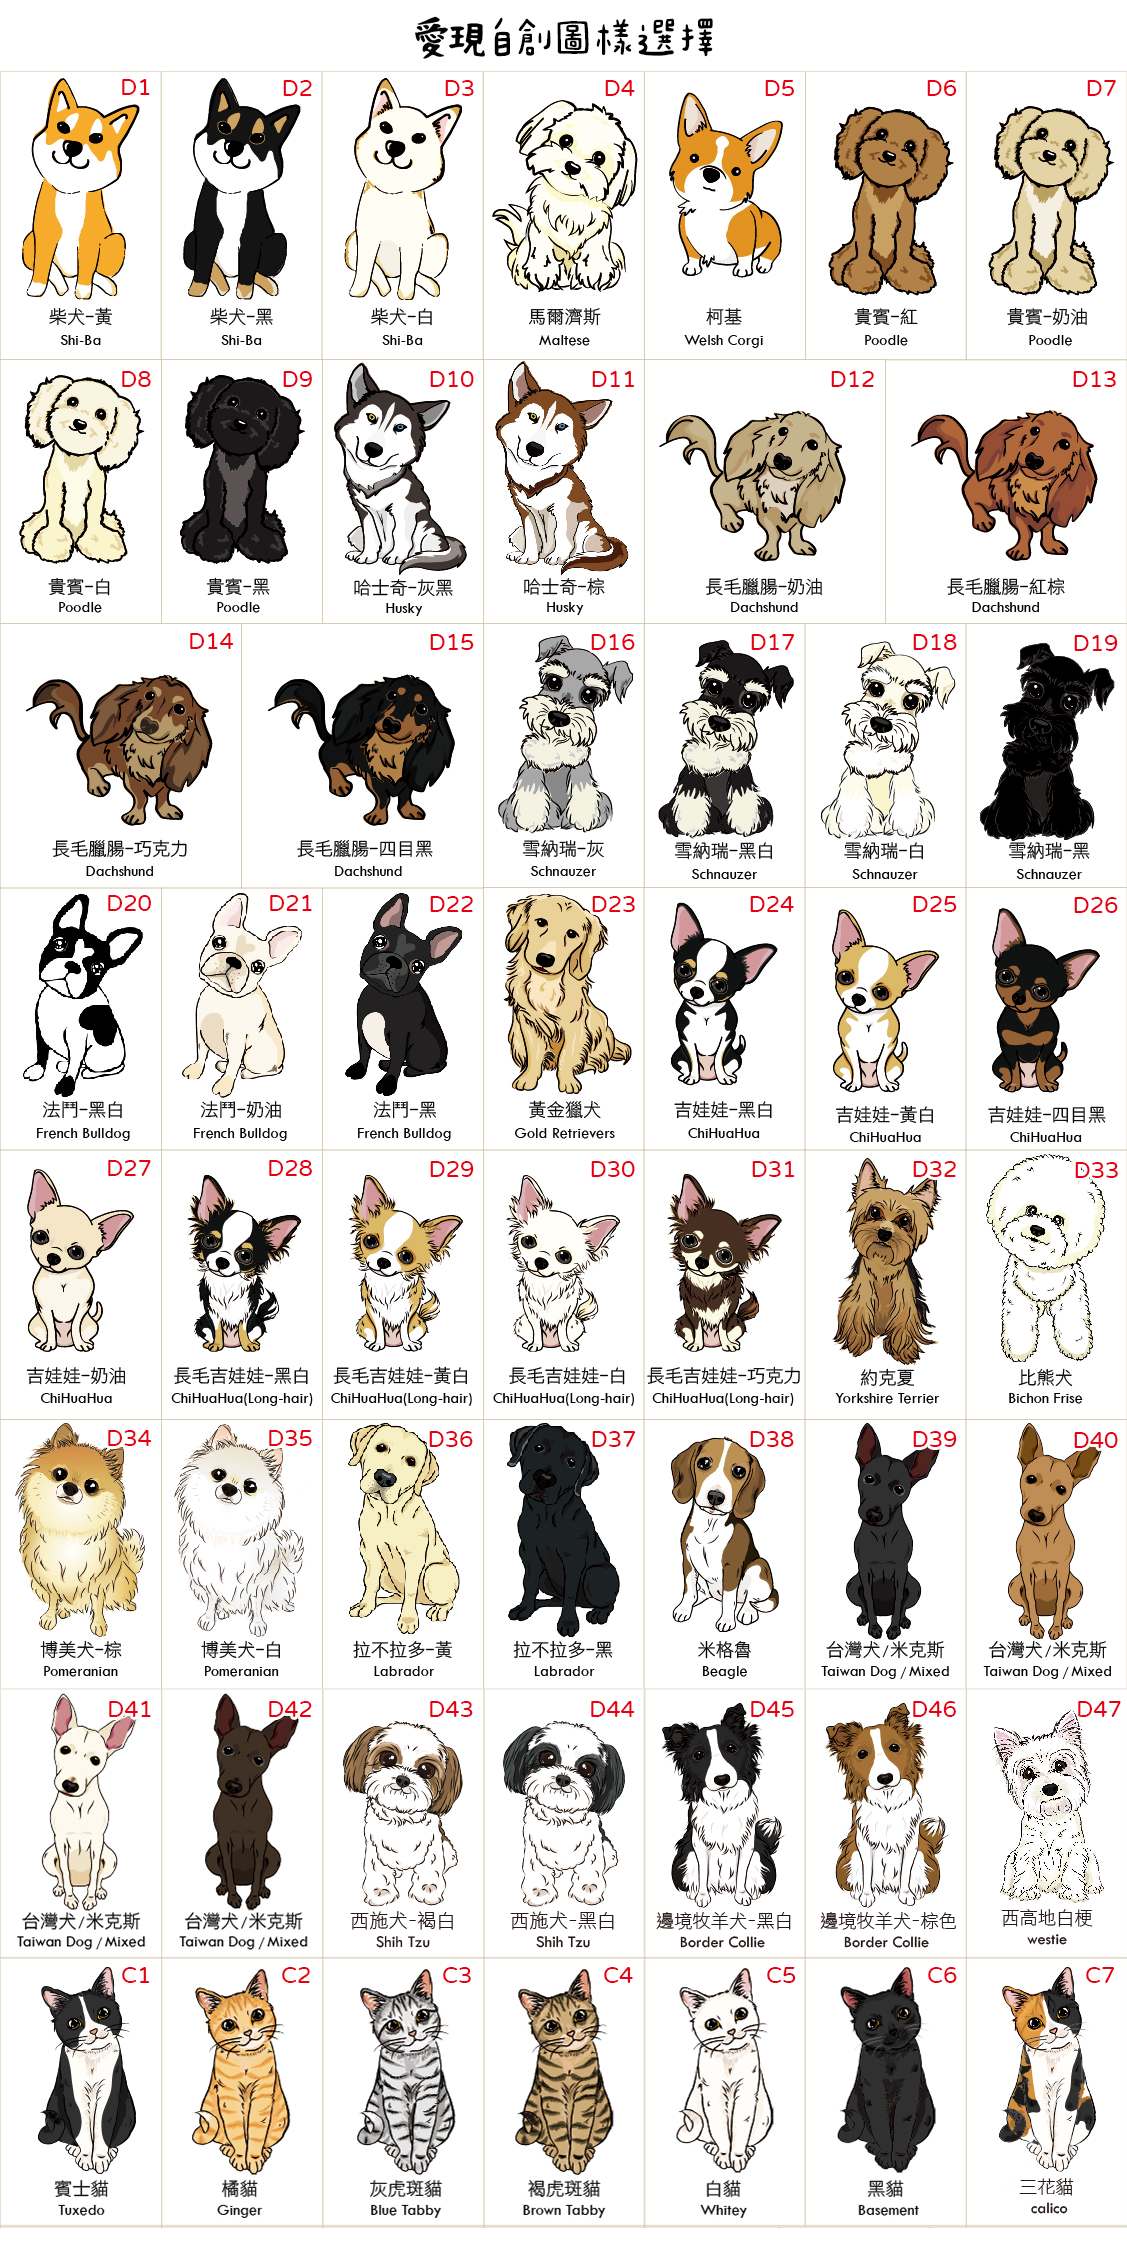 愛現自創圖樣選擇
D1 D2 D3 D4 D5 D6 D7
柴犬-黃 柴犬-黑 柴犬-白 馬爾濟斯 柯基 貴賓-紅 貴賓-奶油
Shi-Ba Shi-Ba Shi-Ba Maltese Welsh Corgi Poodle Poodle
D8 D9 D10 D11 D12 D13
貴賓-白 貴賓-黑 哈士奇-灰黑 哈士奇-棕 長毛臘腸-奶油 長毛臘腸-紅棕
Poodle Poodle Husky Husky Dachshund Dachshund
D14 D15 D16 D17 D18 D19
長毛臘腸-巧克力 長毛臘腸-四目黑 雪納瑞-灰 雪納瑞-黑白 雪納瑞-白 雪納瑞-黑
Dachshund Dachshund Schnauzer Schnauzer Schnauzer Schnauzer
D20 D21 D22 D23 D24 D25 D26
法鬥-黑白 法鬥-奶油 法鬥-黑 黃金獵犬 吉娃娃-黑白 吉娃娃-黃白 吉娃娃-四目黑
French Bulldog French Bulldog French Bulldog Gold Retrievers ChiHuaHua ChiHuaHua ChiHuaHua
D27 D28 D29 D30 D31 D32 D33
吉娃娃-奶油 長毛吉娃娃-黑白 長毛吉娃娃-黃白 長毛吉娃娃-白 長毛吉娃娃-巧克力 約克夏 比熊犬
ChiHuaHua ChiHuaHua(Long-hair) ChiHuaHua(Long-hair) ChiHuaHua(Long-hair) ChiHuaHua(Long-hair) Yorkshire Terrier Bichon Frise
D34 D35 D36 D37 D38 D39 D40
博美犬-棕 博美犬-白 拉不拉多-黃 拉不拉多-黑 米格魯 台灣犬/米克斯 台灣犬/米克斯
Pomeranian Pomeranian Labrador Labrador Beagle Taiwan Dog / Mixed Taiwan Dog / Mixed
D41 D42 D43 D44 D45 D46 D47
台灣犬/米克斯 台灣犬/米克斯 西施犬-褐白 西施犬-黑白 邊境牧羊犬-黑白 邊境牧羊犬-棕色 西高地白梗
Taiwan Dog / Mixed Taiwan Dog / Mixed Shih Tzu Shih Tzu Border Collie Border Collie westie
C1 C2 C3 C4 C5 C6 C7
賓士貓 橘貓 灰虎斑貓 褐虎斑貓 白貓 黑貓 三花貓
Tuxedo Ginger Blue Tabby Brown Tabby Whitey Basement calico